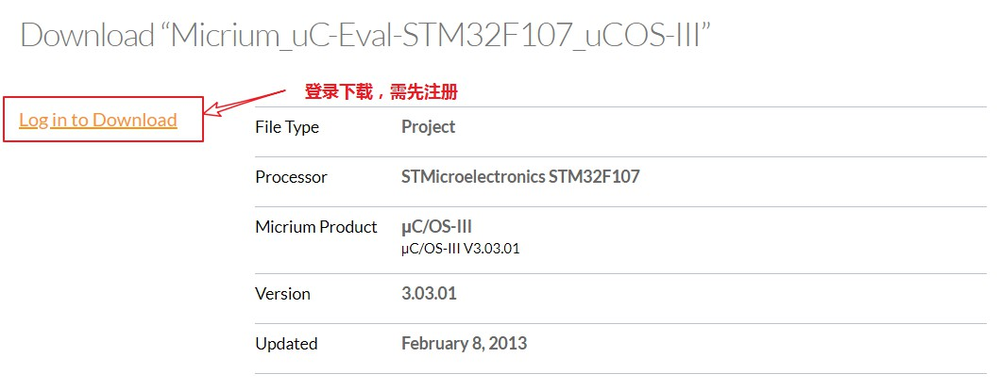 Download “Micrium_uC-Eval-STM32F107_uCOS-III”
登录下载，需先注册
Log in to Download
File Type Project
Processor STMicroelectronics STM32F107
Micrium Product µC/OS-III
µC/OS-III V3.03.01
Version 3.03.01
Updated February 8, 2013